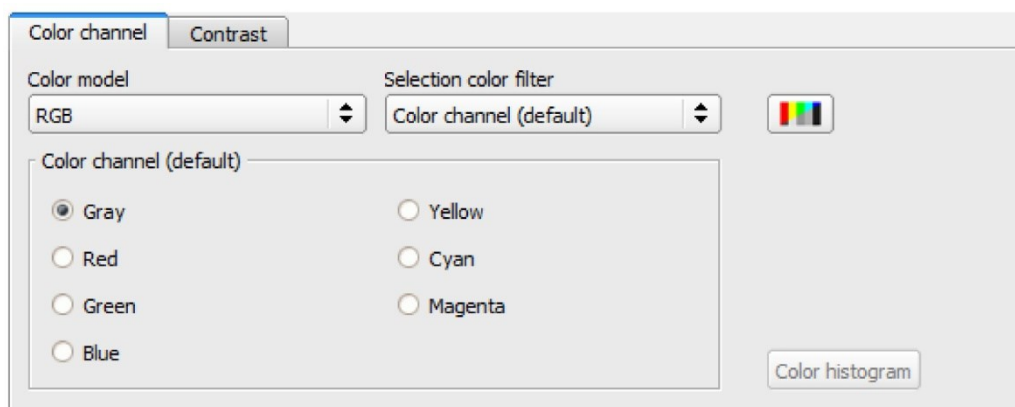 Color channel
Contrast
Color model
Selection color filter
RGB
Color channel (default)
Color channel (default)
Gray
Yellow
Red
Cyan
Green
Magenta
Blue
Color histogram